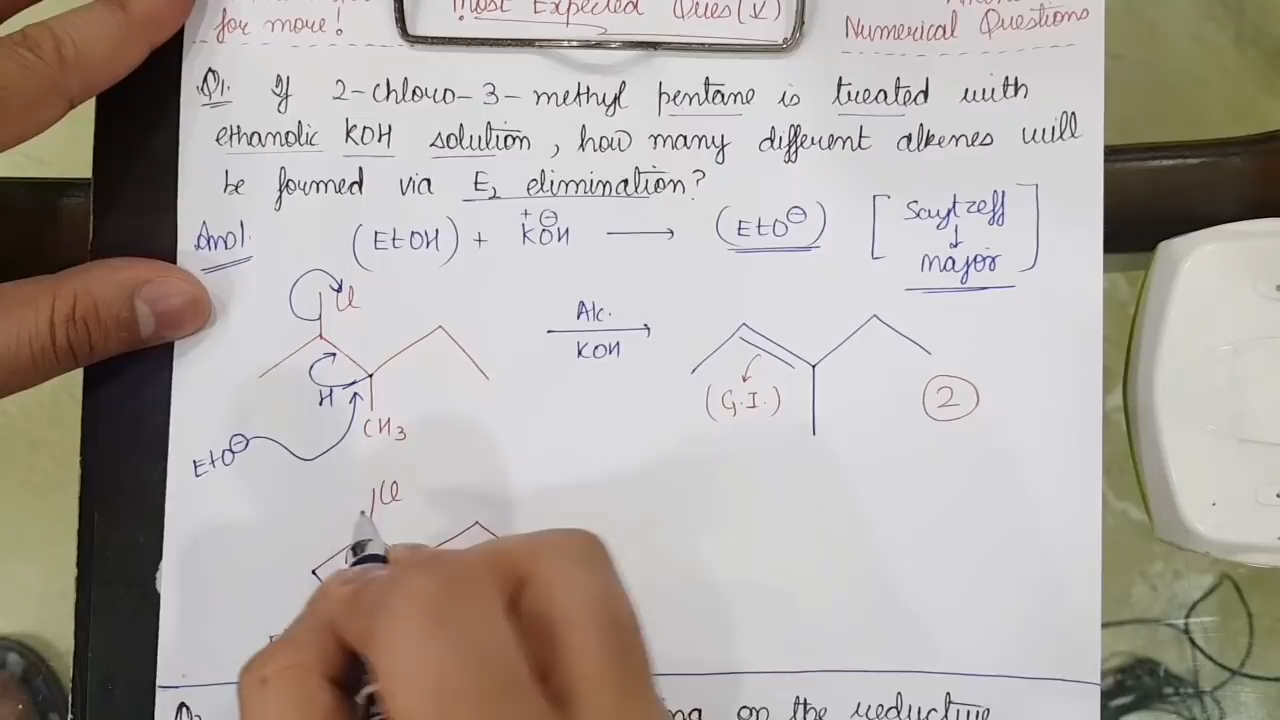 for more!
Most Expected Ques(V)
Numerical Questions
Q1. If 2-chloro-3-methyl pentane is treated with
ethanolic KOH solution, how many different alkenes will
be formed via E2 elimination?
Ans1. (EtOH) + K⁺OH⊖ ⟶ (EtO⊖) [Saytzeff
↓
major]
Cl
Alc.
KOH
H
CH3
EtO⊖
(G.I.)
2
Cl
on the reductive